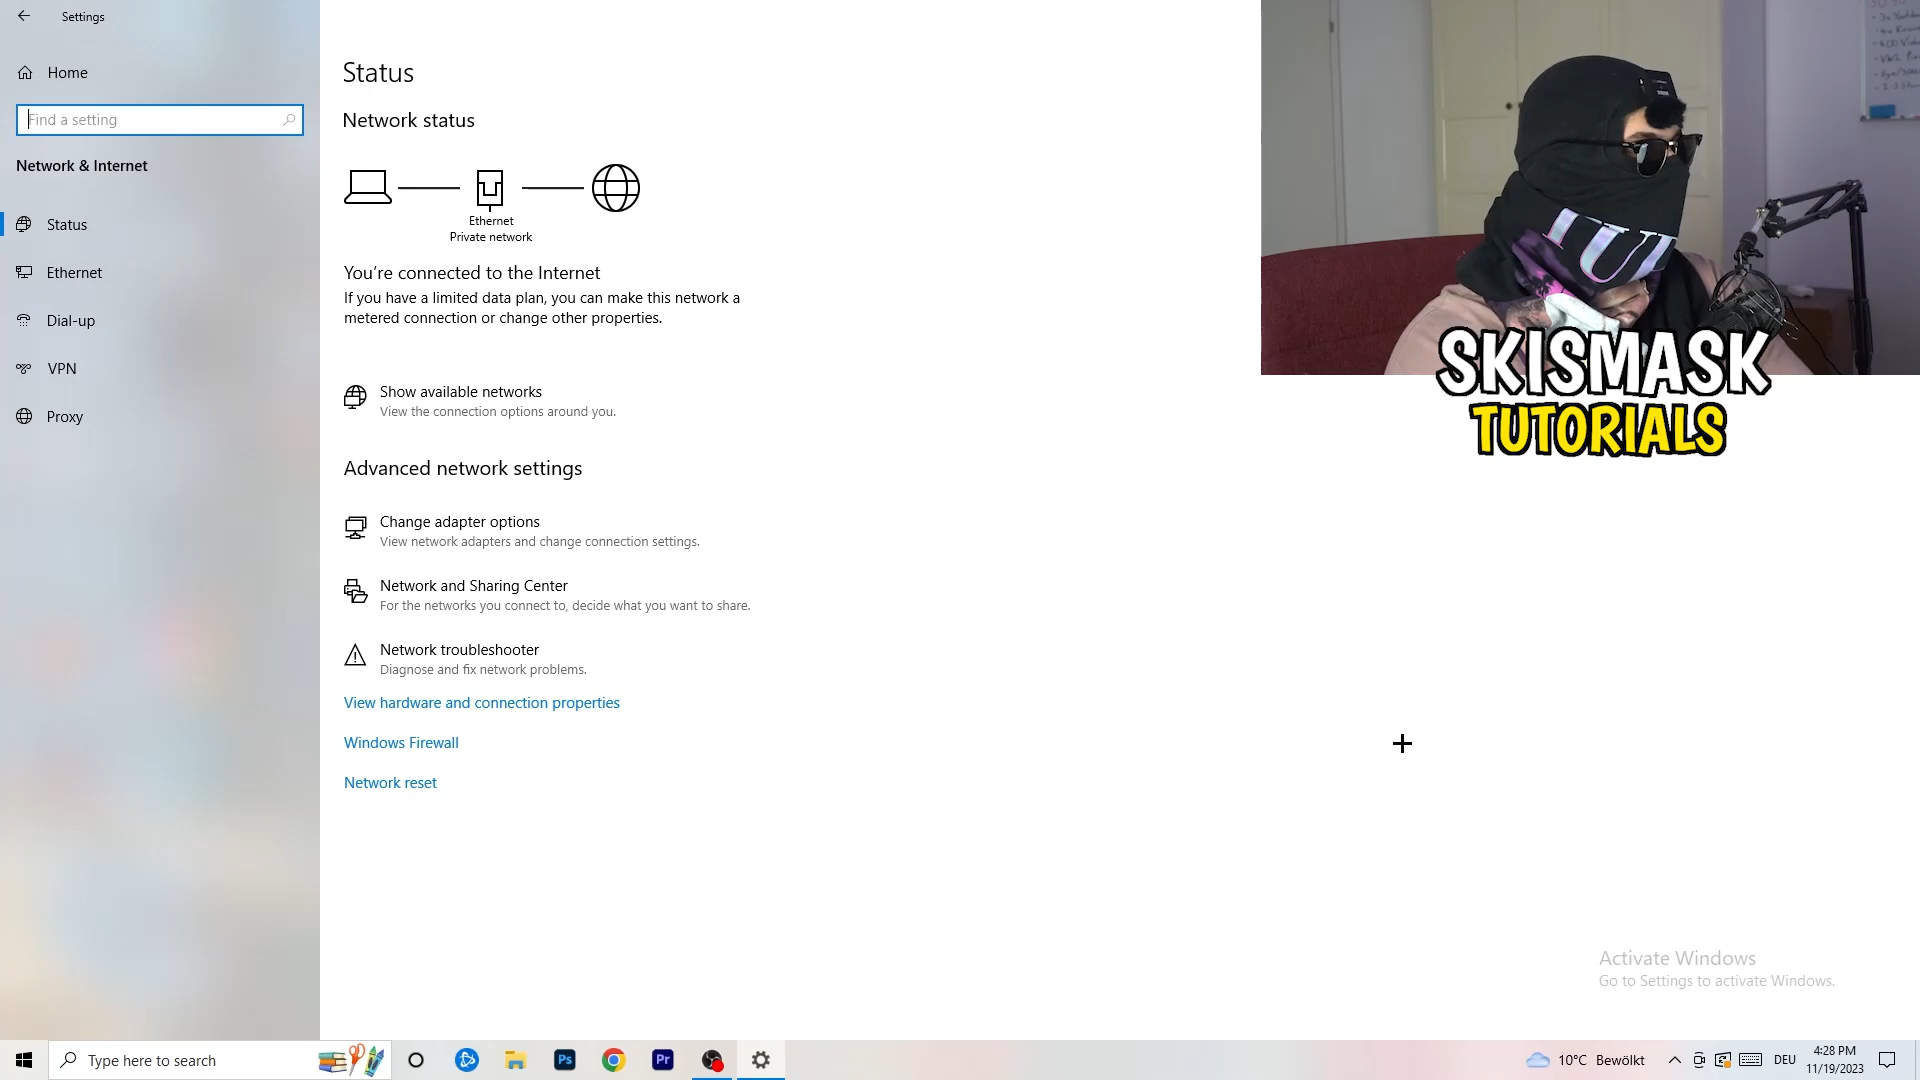 Settings
Home
Find a setting
Network & Internet
Status
Ethernet
Dial-up
VPN
Proxy
Status
Network status
Ethernet
Private network
You're connected to the Internet
If you have a limited data plan, you can make this network a
metered connection or change other properties.
Show available networks
View the connection options around you.
Advanced network settings
Change adapter options
View network adapters and change connection settings.
Network and Sharing Center
For the networks you connect to, decide what you want to share.
Network troubleshooter
Diagnose and fix network problems.
View hardware and connection properties
Windows Firewall
Network reset
SKISMASK
TUTORIALS
Activate Windows
Go to Settings to activate Windows.
Type here to search
Ps
Pr
10°C Bewölkt
DEU
4:28 PM
11/19/2023